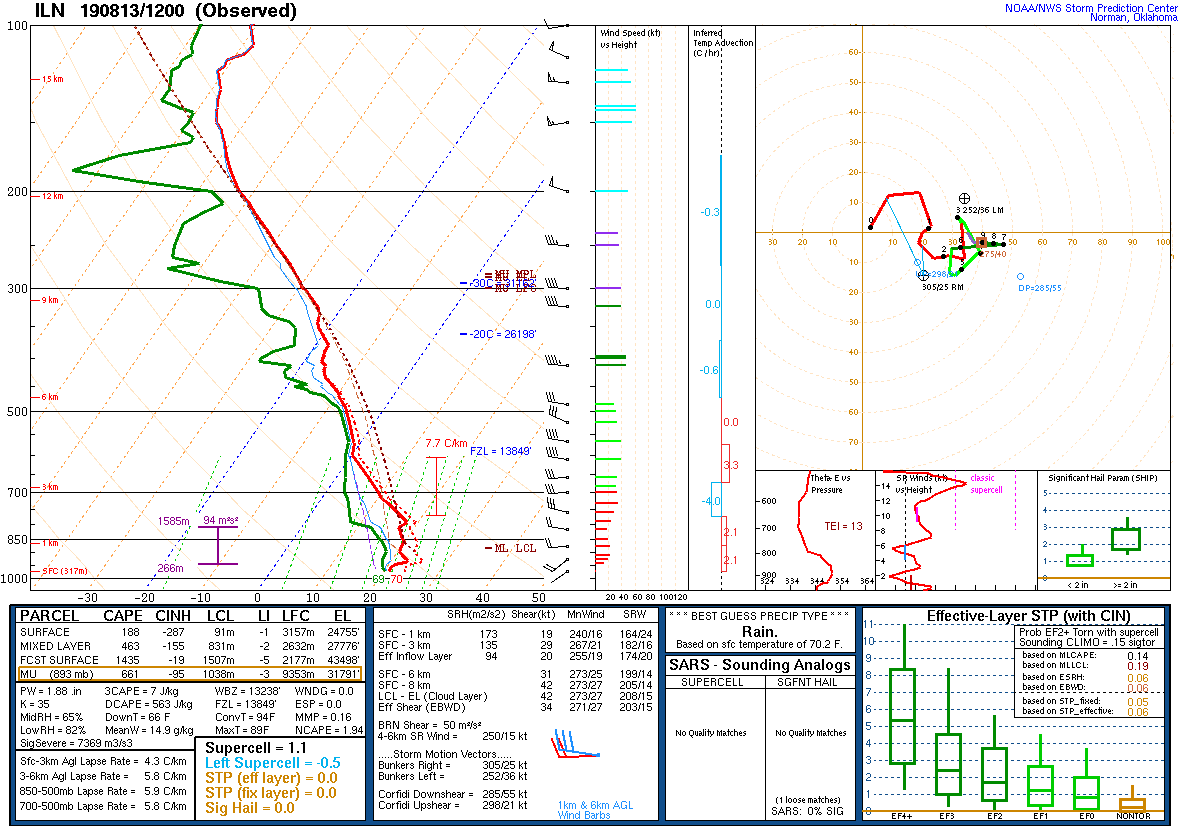 ILN 190813/1200 (Observed)
NOAA/NWS Storm Prediction Center
Norman, Oklahoma
100
200
300
500
700
850
1000
15 km
12 km
9 km
6 km
3 km
1 km
SFC (317m)
-30
-20
-10
0
10
20
30
40
50
MU MPL
-30C = 31762'
-20C = 26198'
7.7 C/km
FZL = 13849'
1585m
94 m²s²
266m
ML LCL
69
70
Wind Speed (kt)
vs Height
20 40 60 80 100 120
Inferred
Temp Advection
(C / hr)
-0.3
0.0
-0.6
0.0
3.3
-4.0
2.1
2.1
60
50
40
30
20
10
10
20
30
40
50
60
70
30
20
10
10
20
30
50
60
70
80
90
100
0
3
252/36 LM
9
8
7
6
2
275/40
305/25 RM
DP=285/55
Theta-E vs
Pressure
600
700
800
900
TEI = 13
324
334
344
354
364
SR Winds (kt)
vs Height
14
12
10
8
6
4
2
classic
supercell
Significant Hail Param (SHIP)
5
4
3
2
1
0
< 2 in
>= 2 in
PARCEL CAPE CINH LCL LI LFC EL
SURFACE 188 -287 91m -1 3157m 24755'
MIXED LAYER 463 -155 831m -2 2632m 27776'
FCST SURFACE 1435 -19 1507m -5 2177m 43498'
MU (893 mb) 661 -95 1038m -3 9353m 31791'
PW = 1.88 in 3CAPE = 7 J/kg WBZ = 13238' WNDG = 0.0
K = 35 DCAPE = 563 J/kg FZL = 13849' ESP = 0.0
MidRH = 65% DownT = 66 F ConvT = 94F MMP = 0.16
LowRH = 82% MeanW = 14.9 g/kg MaxT = 89F NCAPE = 1.94
SigSevere = 7369 m3/s3
Sfc-3km Agl Lapse Rate = 4.3 C/km
3-6km Agl Lapse Rate = 5.8 C/km
850-500mb Lapse Rate = 5.9 C/km
700-500mb Lapse Rate = 5.8 C/km
Supercell = 1.1
Left Supercell = -0.5
STP (eff layer) = 0.0
STP (fix layer) = 0.0
Sig Hail = 0.0
SRH(m2/s2) Shear(kt) MnWind SRW
SFC - 1 km 173 19 240/16 164/24
SFC - 3 km 135 29 267/21 182/16
Eff Inflow Layer 94 20 255/19 174/20
SFC - 6 km 31 273/25 199/14
SFC - 8 km 42 273/27 205/14
LCL - EL (Cloud Layer) 42 273/27 208/15
Eff Shear (EBWD) 34 271/27 203/15
BRN Shear = 50 m²/s²
4-6km SR Wind = 250/15 kt
.....Storm Motion Vectors.....
Bunkers Right = 305/25 kt
Bunkers Left = 252/36 kt
Corfidi Downshear = 285/55 kt
Corfidi Upshear = 298/21 kt
1km & 6km AGL
Wind Barbs
* * * BEST GUESS PRECIP TYPE * * *
Rain.
Based on sfc temperature of 70.2 F.
SARS - Sounding Analogs
SUPERCELL
SGFNT HAIL
No Quality Matches
No Quality Matches
(1 loose matches)
SARS: 0% SIG
Effective-Layer STP (with CIN)
11
10
9
8
7
6
5
4
3
2
1
0
EF4+
EF3
EF2
EF1
EF0
NONTOR
Prob EF2+ Torn with supercell
Sounding CLIMO = .15 sigtor
based on MLCAPE: 0.14
based on MLLCL: 0.19
based on ESRH: 0.06
based on EBWD: 0.06
based on STP_fixed: 0.05
based on STP_effective: 0.06